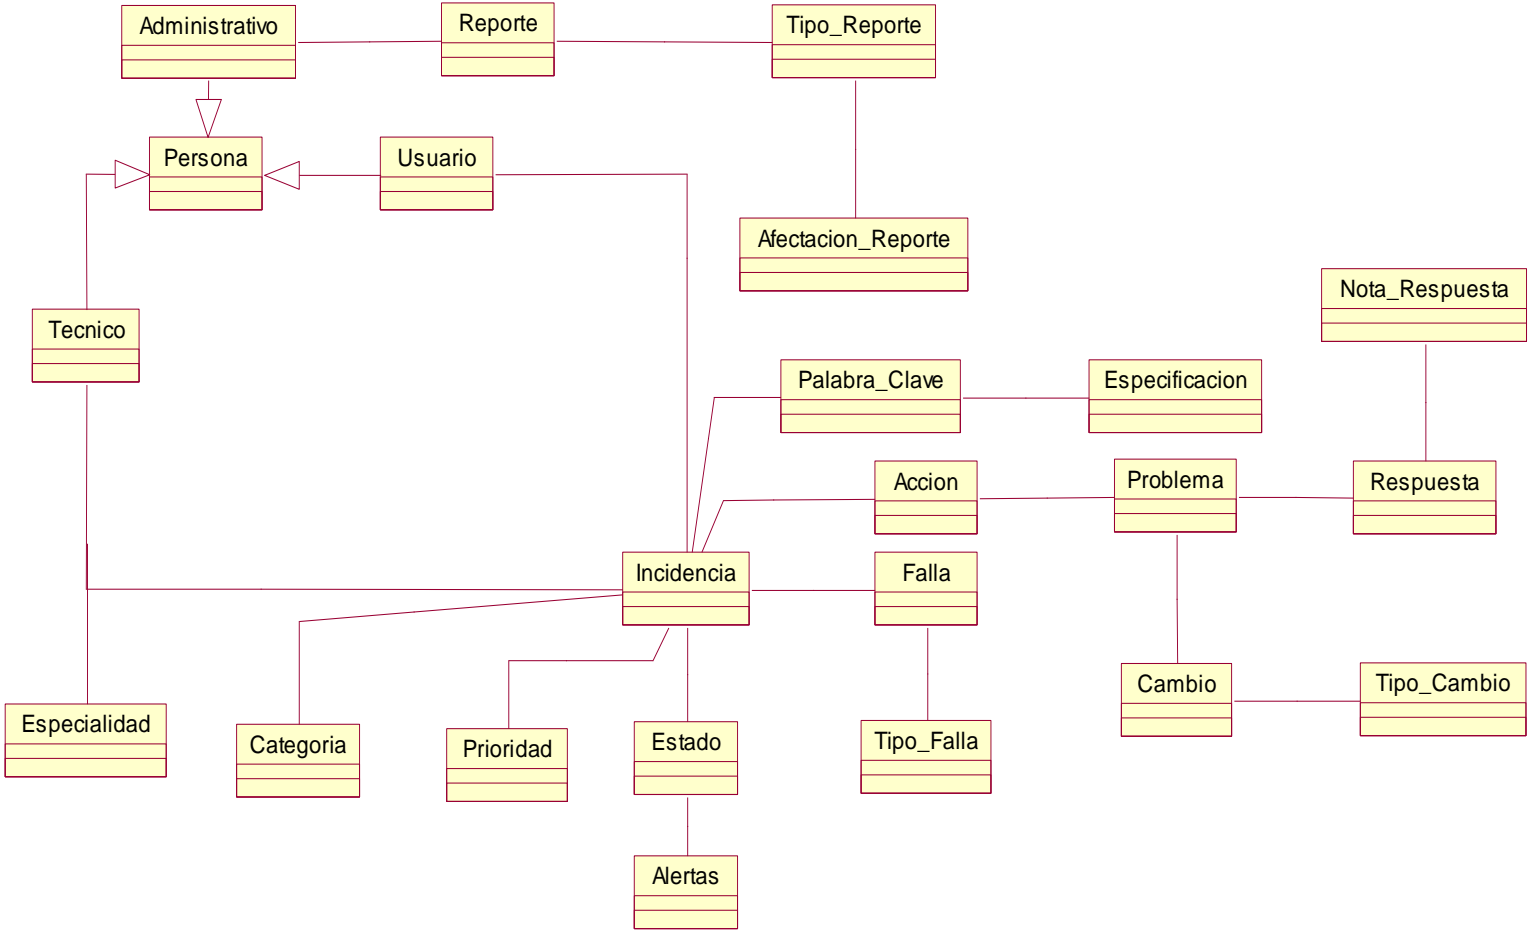 Administrativo
Reporte
Tipo_Reporte
Persona
Usuario
Afectacion_Reporte
Nota_Respuesta
Tecnico
Palabra_Clave
Especificacion
Accion
Problema
Respuesta
Incidencia
Falla
Cambio
Tipo_Cambio
Especialidad
Categoria
Prioridad
Estado
Tipo_Falla
Alertas